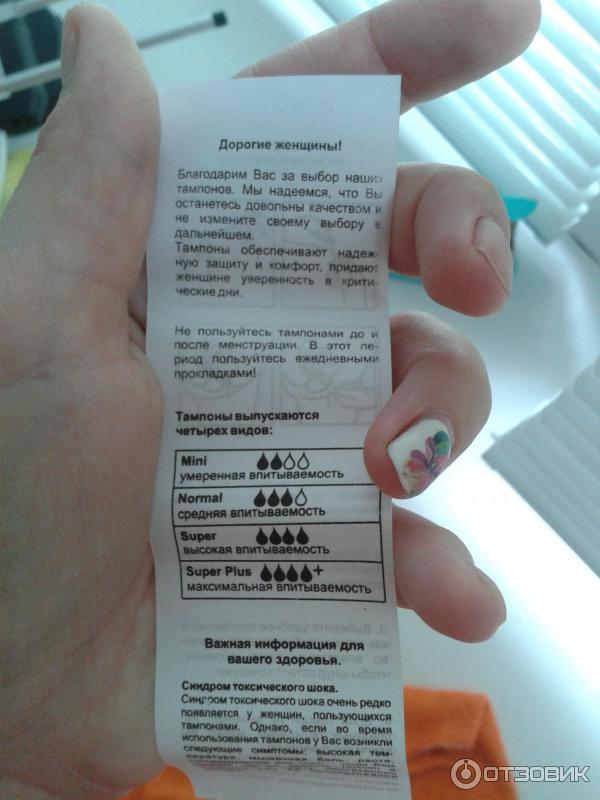 Дорогие женщины!
Благодарим Вас за выбор наших
тампонов. Мы надеемся, что Вы
останетесь довольны качеством и
не измените своему выбору в
дальнейшем.
Тампоны обеспечивают надеж-
ную защиту и комфорт, придают
женщине уверенность в крити-
ческие дни.
Не пользуйтесь тампонами до и
после менструации. В этот пе-
риод пользуйтесь ежедневными
прокладками!
Тампоны выпускаются
четырех видов:
Mini
умеренная впитываемость
Normal
средняя впитываемость
Super
высокая впитываемость
Super Plus +
максимальная впитываемость
Важная информация для
вашего здоровья.
Синдром токсического шока.
Синдром токсического шока очень редко
появляется у женщин, пользующихся
тампонами. Однако, если во время
использования тампонов у Вас возникли
следующие симптомы: высокая тем-
пература, мышечная боль, рвота,
ОТЗОВИК